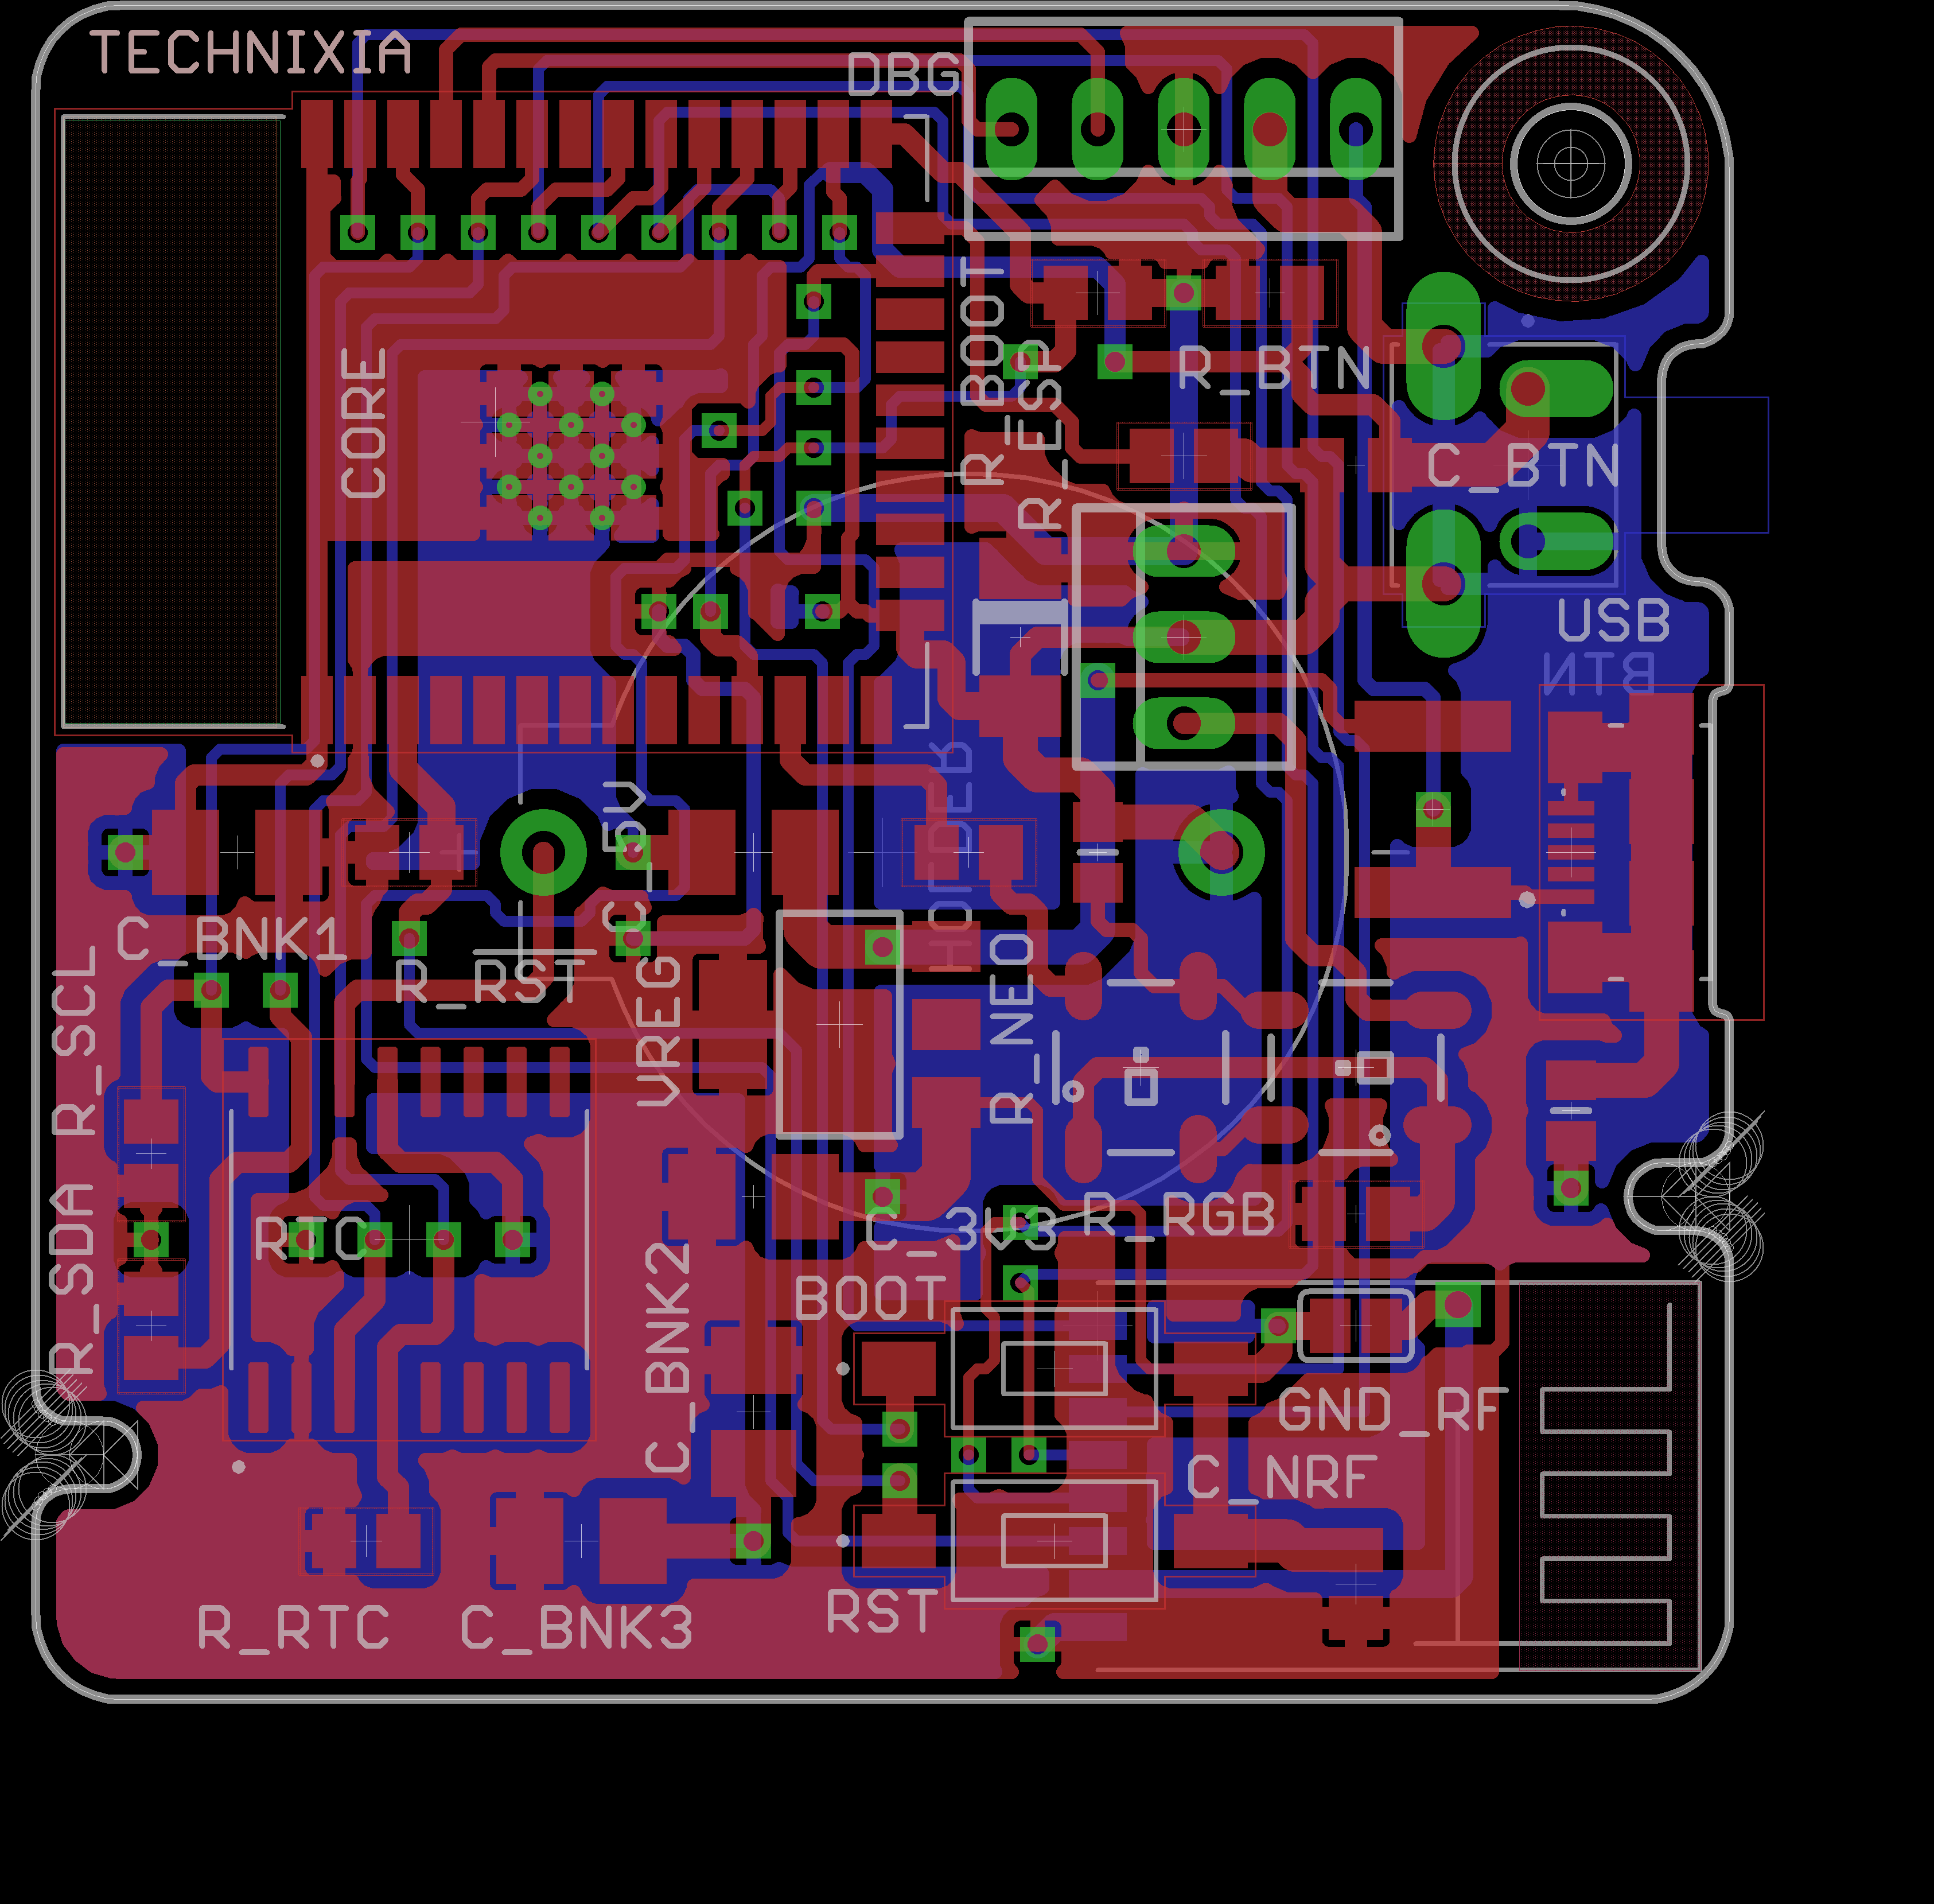 TECHNIXIA
DBG
CORE
R_BOOT
R_ESP
R_BTN
C_BTN
USB
BTN
C_5V
HOLDER
C_BNK1
R_RST
VREG
R_NEO
R_SCL
R_SDA
RTC
C_3V3
R_RGB
BOOT
C_BNK2
GND_RF
C_NRF
R_RTC
C_BNK3
RST